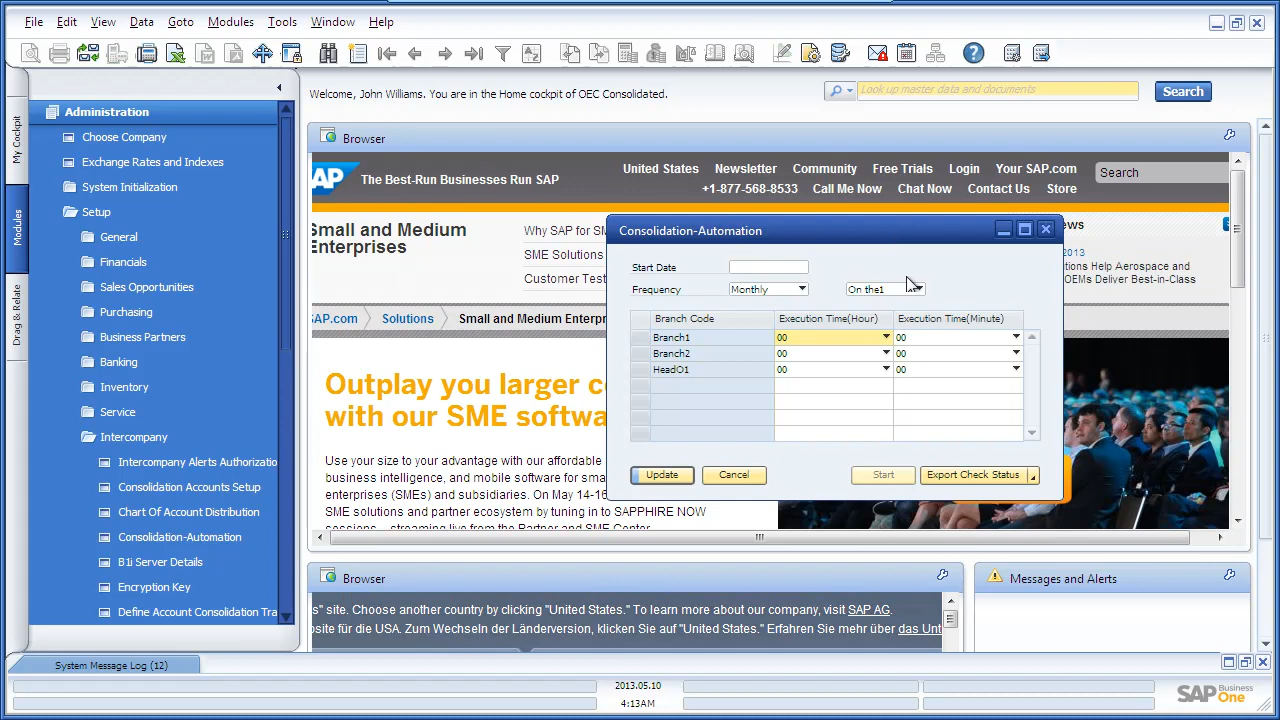 File Edit View Data Goto Modules Tools Window Help
Welcome, John Williams. You are in the Home cockpit of OEC Consolidated.
Look up master data and documents
Search
My Cockpit
Modules
Drag & Relate
Administration
Choose Company
Exchange Rates and Indexes
System Initialization
Setup
General
Financials
Sales Opportunities
Purchasing
Business Partners
Banking
Inventory
Service
Intercompany
Intercompany Alerts Authorizatio
Consolidation Accounts Setup
Chart Of Account Distribution
Consolidation-Automation
B1i Server Details
Encryption Key
Define Account Consolidation Tra
Browser
AP The Best-Run Businesses Run SAP
United States Newsletter Community Free Trials Login Your SAP.com
+1-877-568-8533 Call Me Now Chat Now Contact Us Store
Search
Small and Medium
Enterprises
Why SAP for SM
SME Solutions
Customer Test
ews
2013
tions Help Aerospace and
OEMs Deliver Best-in-Class
SAP.com Solutions Small and Medium Enterpr
Outplay you larger c
with our SME softwa
Use your size to your advantage with our affordable
business management and mobile software for sma
enterprises (SMEs) and subsidiaries. On May 14-16
SME solutions and partner ecosystem by tuning in to SAPPHIRE NOW
sessions – streaming live from the Partner and SME Center.
Consolidation-Automation
Start Date
Frequency Monthly On the1
Branch Code Execution Time(Hour) Execution Time(Minute)
Branch1 00 00
Branch2 00 00
HeadO1 00 00
Update Cancel Start Export Check Status
Browser
s" site. Choose another country by clicking "United States." To learn more about our company, visit SAP AG.
bsite für die USA. Zum Wechseln der Länderversion, klicken Sie auf "United States." Erfahren Sie mehr über das Unt
Messages and Alerts
System Message Log (12)
2013.05.10
4:13AM
SAP Business One